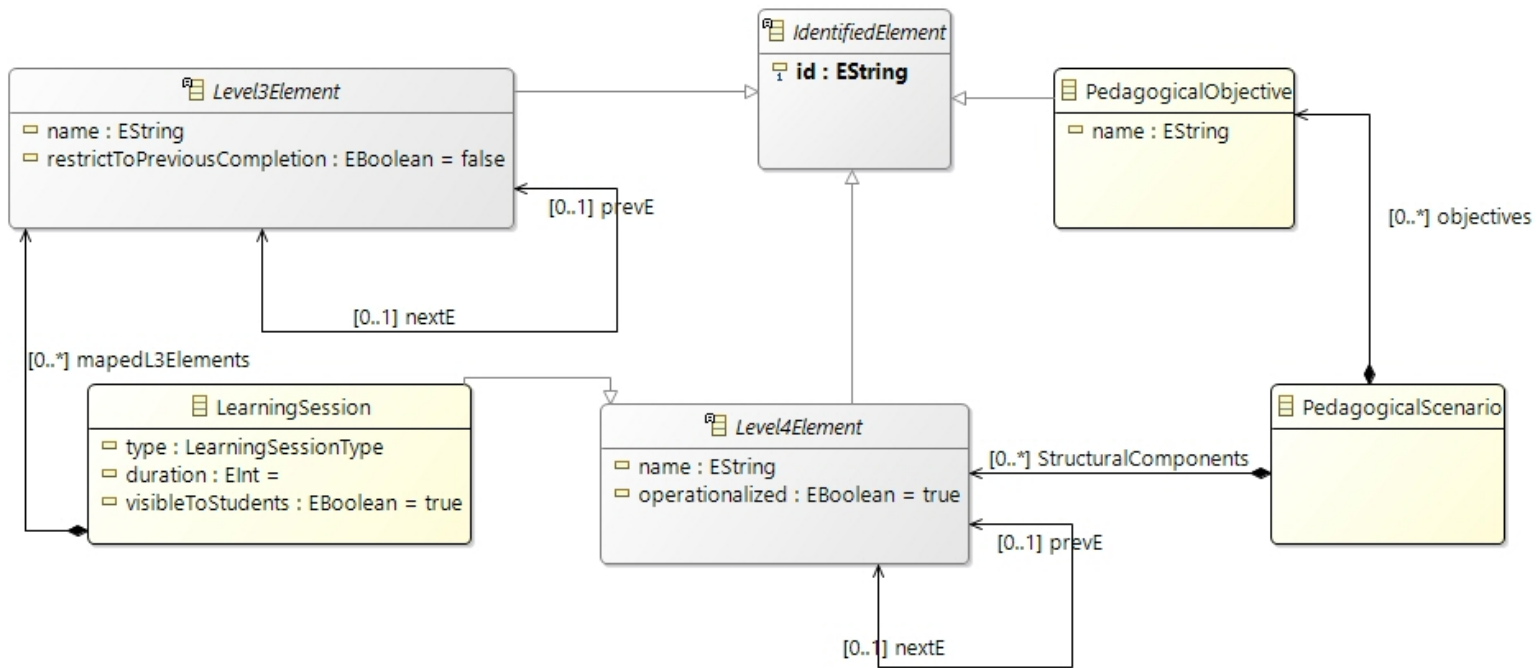 IdentifiedElement
id : EString
Level3Element
name : EString
restrictToPreviousCompletion : EBoolean = false
PedagogicalObjective
name : EString
[0..1] prevE
[0..*] objectives
[0..1] nextE
[0..*] mapedL3Elements
LearningSession
type : LearningSessionType
duration : EInt =
visibleToStudents : EBoolean = true
Level4Element
name : EString
operationalized : EBoolean = true
[0..*] StructuralComponents
PedagogicalScenario
[0..1] prevE
[0..1] nextE